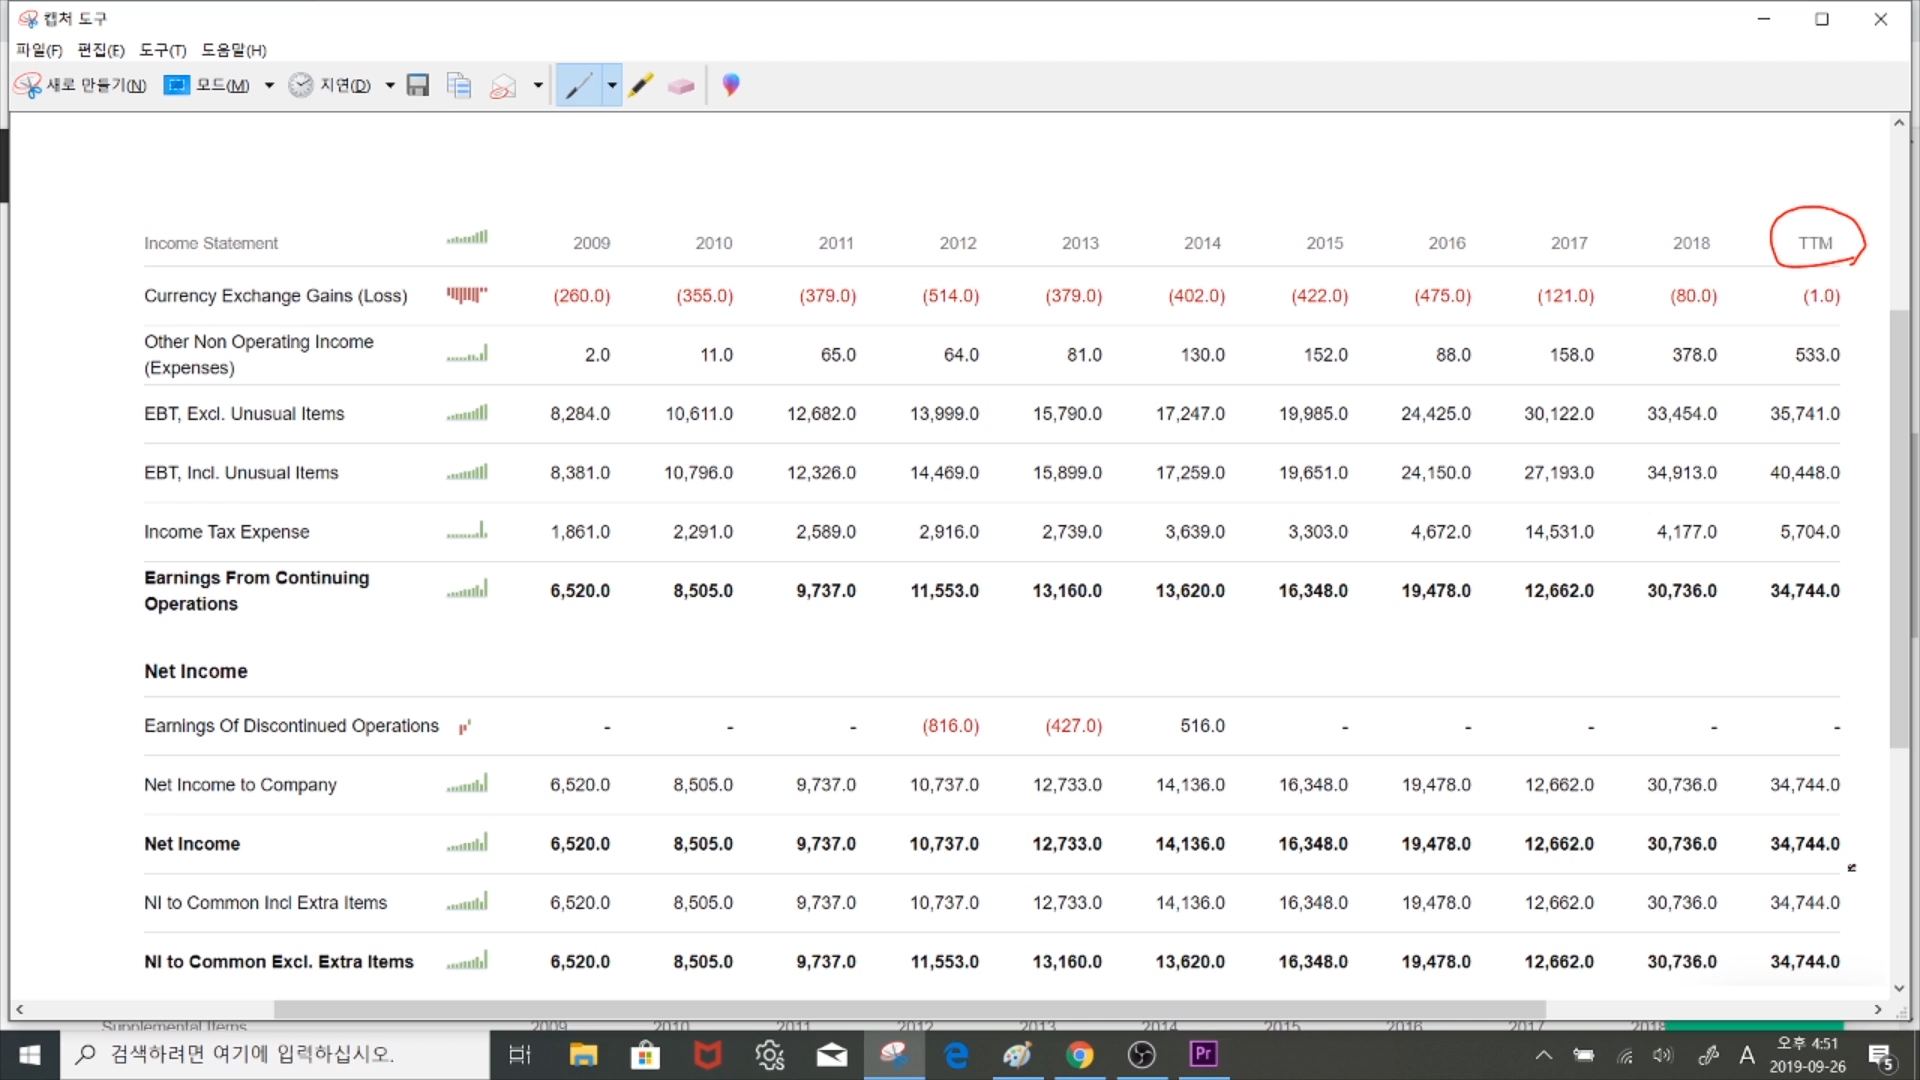 캡처 도구
파일(F) 편집(E) 도구(T) 도움말(H)
새로 만들기(N) 모드(M) 지연(D)
Income Statement 2009 2010 2011 2012 2013 2014 2015 2016 2017 2018 TTM
Currency Exchange Gains (Loss) (260.0) (355.0) (379.0) (514.0) (379.0) (402.0) (422.0) (475.0) (121.0) (80.0) (1.0)
Other Non Operating Income
(Expenses) 2.0 11.0 65.0 64.0 81.0 130.0 152.0 88.0 158.0 378.0 533.0
EBT, Excl. Unusual Items 8,284.0 10,611.0 12,682.0 13,999.0 15,790.0 17,247.0 19,985.0 24,425.0 30,122.0 33,454.0 35,741.0
EBT, Incl. Unusual Items 8,381.0 10,796.0 12,326.0 14,469.0 15,899.0 17,259.0 19,651.0 24,150.0 27,193.0 34,913.0 40,448.0
Income Tax Expense 1,861.0 2,291.0 2,589.0 2,916.0 2,739.0 3,639.0 3,303.0 4,672.0 14,531.0 4,177.0 5,704.0
Earnings From Continuing
Operations 6,520.0 8,505.0 9,737.0 11,553.0 13,160.0 13,620.0 16,348.0 19,478.0 12,662.0 30,736.0 34,744.0
Net Income
Earnings Of Discontinued Operations - - - (816.0) (427.0) 516.0 - - - - -
Net Income to Company 6,520.0 8,505.0 9,737.0 10,737.0 12,733.0 14,136.0 16,348.0 19,478.0 12,662.0 30,736.0 34,744.0
Net Income 6,520.0 8,505.0 9,737.0 10,737.0 12,733.0 14,136.0 16,348.0 19,478.0 12,662.0 30,736.0 34,744.0
NI to Common Incl Extra Items 6,520.0 8,505.0 9,737.0 10,737.0 12,733.0 14,136.0 16,348.0 19,478.0 12,662.0 30,736.0 34,744.0
NI to Common Excl. Extra Items 6,520.0 8,505.0 9,737.0 11,553.0 13,160.0 13,620.0 16,348.0 19,478.0 12,662.0 30,736.0 34,744.0
Supplemental Items 2009 2010 2011 2012 2013 2014 2015 2016 2017 2018
검색하려면 여기에 입력하십시오. Pr A 오후 4:51
2019-09-26 5